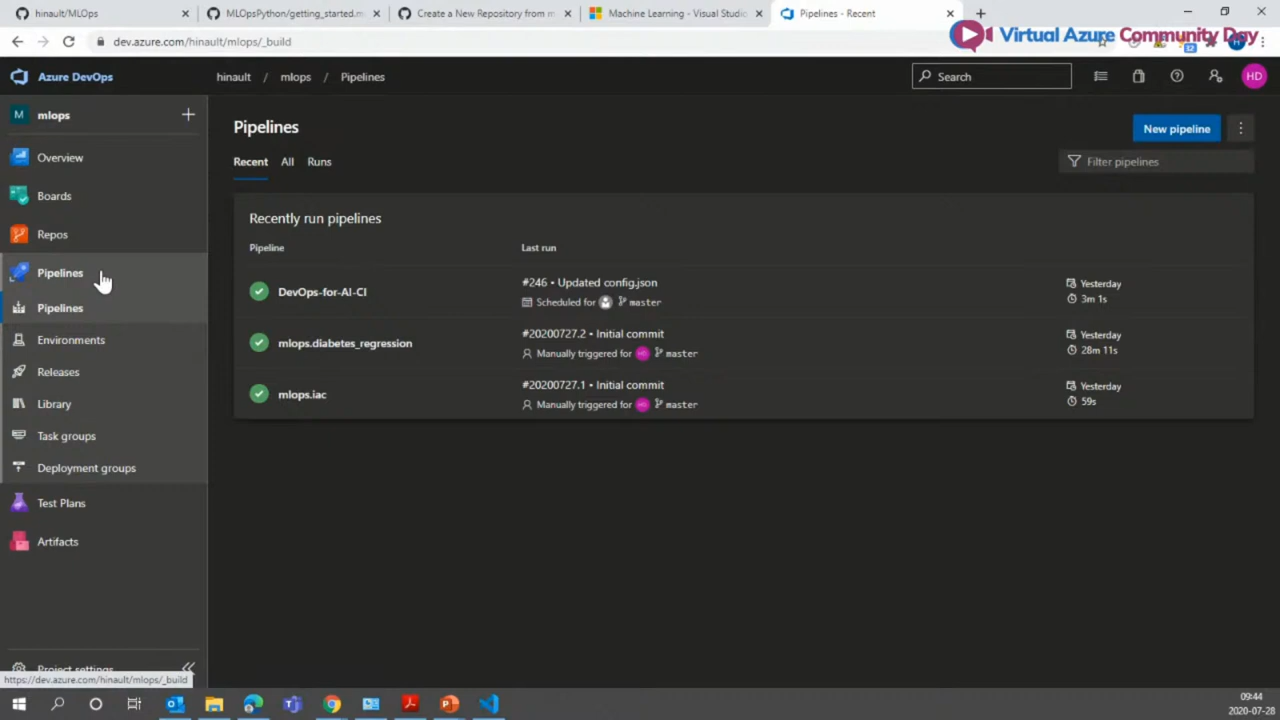 hinault/MLOps
MLOpsPython/getting_started.m
Create a New Repository from m
Machine Learning - Visual Studio
Pipelines - Recent
dev.azure.com/hinault/mlops/_build
Virtual Azure Community Day
Azure DevOps
hinault / mlops / Pipelines
Search
HD
M mlops
Overview
Boards
Repos
Pipelines
Pipelines
Environments
Releases
Library
Task groups
Deployment groups
Test Plans
Artifacts
Project settings
https://dev.azure.com/hinault/mlops/_build
Pipelines
New pipeline
Recent All Runs
Filter pipelines
Recently run pipelines
Pipeline Last run
DevOps-for-AI-CI
#246 • Updated config.json
Scheduled for master
Yesterday
3m 1s
mlops.diabetes_regression
#20200727.2 • Initial commit
Manually triggered for HD master
Yesterday
28m 11s
mlops.iac
#20200727.1 • Initial commit
Manually triggered for HD master
Yesterday
59s
09:44
2020-07-28